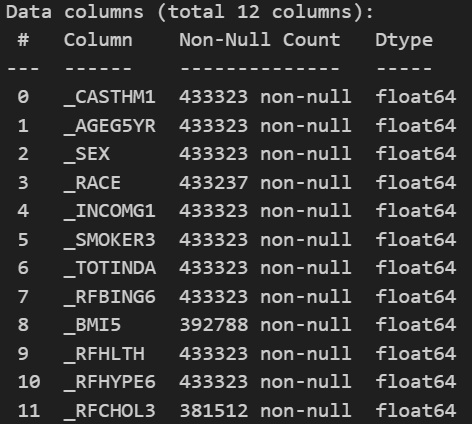 Data columns (total 12 columns):
 #   Column     Non-Null Count   Dtype
---  ------     --------------   -----
 0   _CASTHM1   433323 non-null  float64
 1   _AGEG5YR   433323 non-null  float64
 2   _SEX       433323 non-null  float64
 3   _RACE      433237 non-null  float64
 4   _INCOMG1   433323 non-null  float64
 5   _SMOKER3   433323 non-null  float64
 6   _TOTINDA   433323 non-null  float64
 7   _RFBING6   433323 non-null  float64
 8   _BMI5      392788 non-null  float64
 9   _RFHLTH    433323 non-null  float64
 10  _RFHYPE6   433323 non-null  float64
 11  _RFCHOL3   381512 non-null  float64